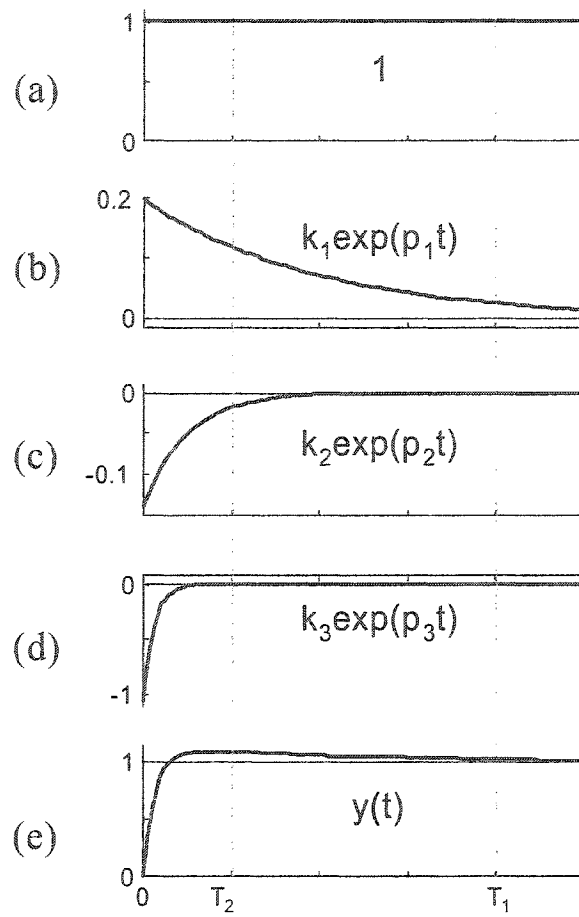 1
(a)
1
0
0.2
k₁exp(p₁t)
(b)
0
0
(c)
k₂exp(p₂t)
-0.1
0
k₃exp(p₃t)
(d)
-1
1
y(t)
(e)
0
0 T₂ T₁